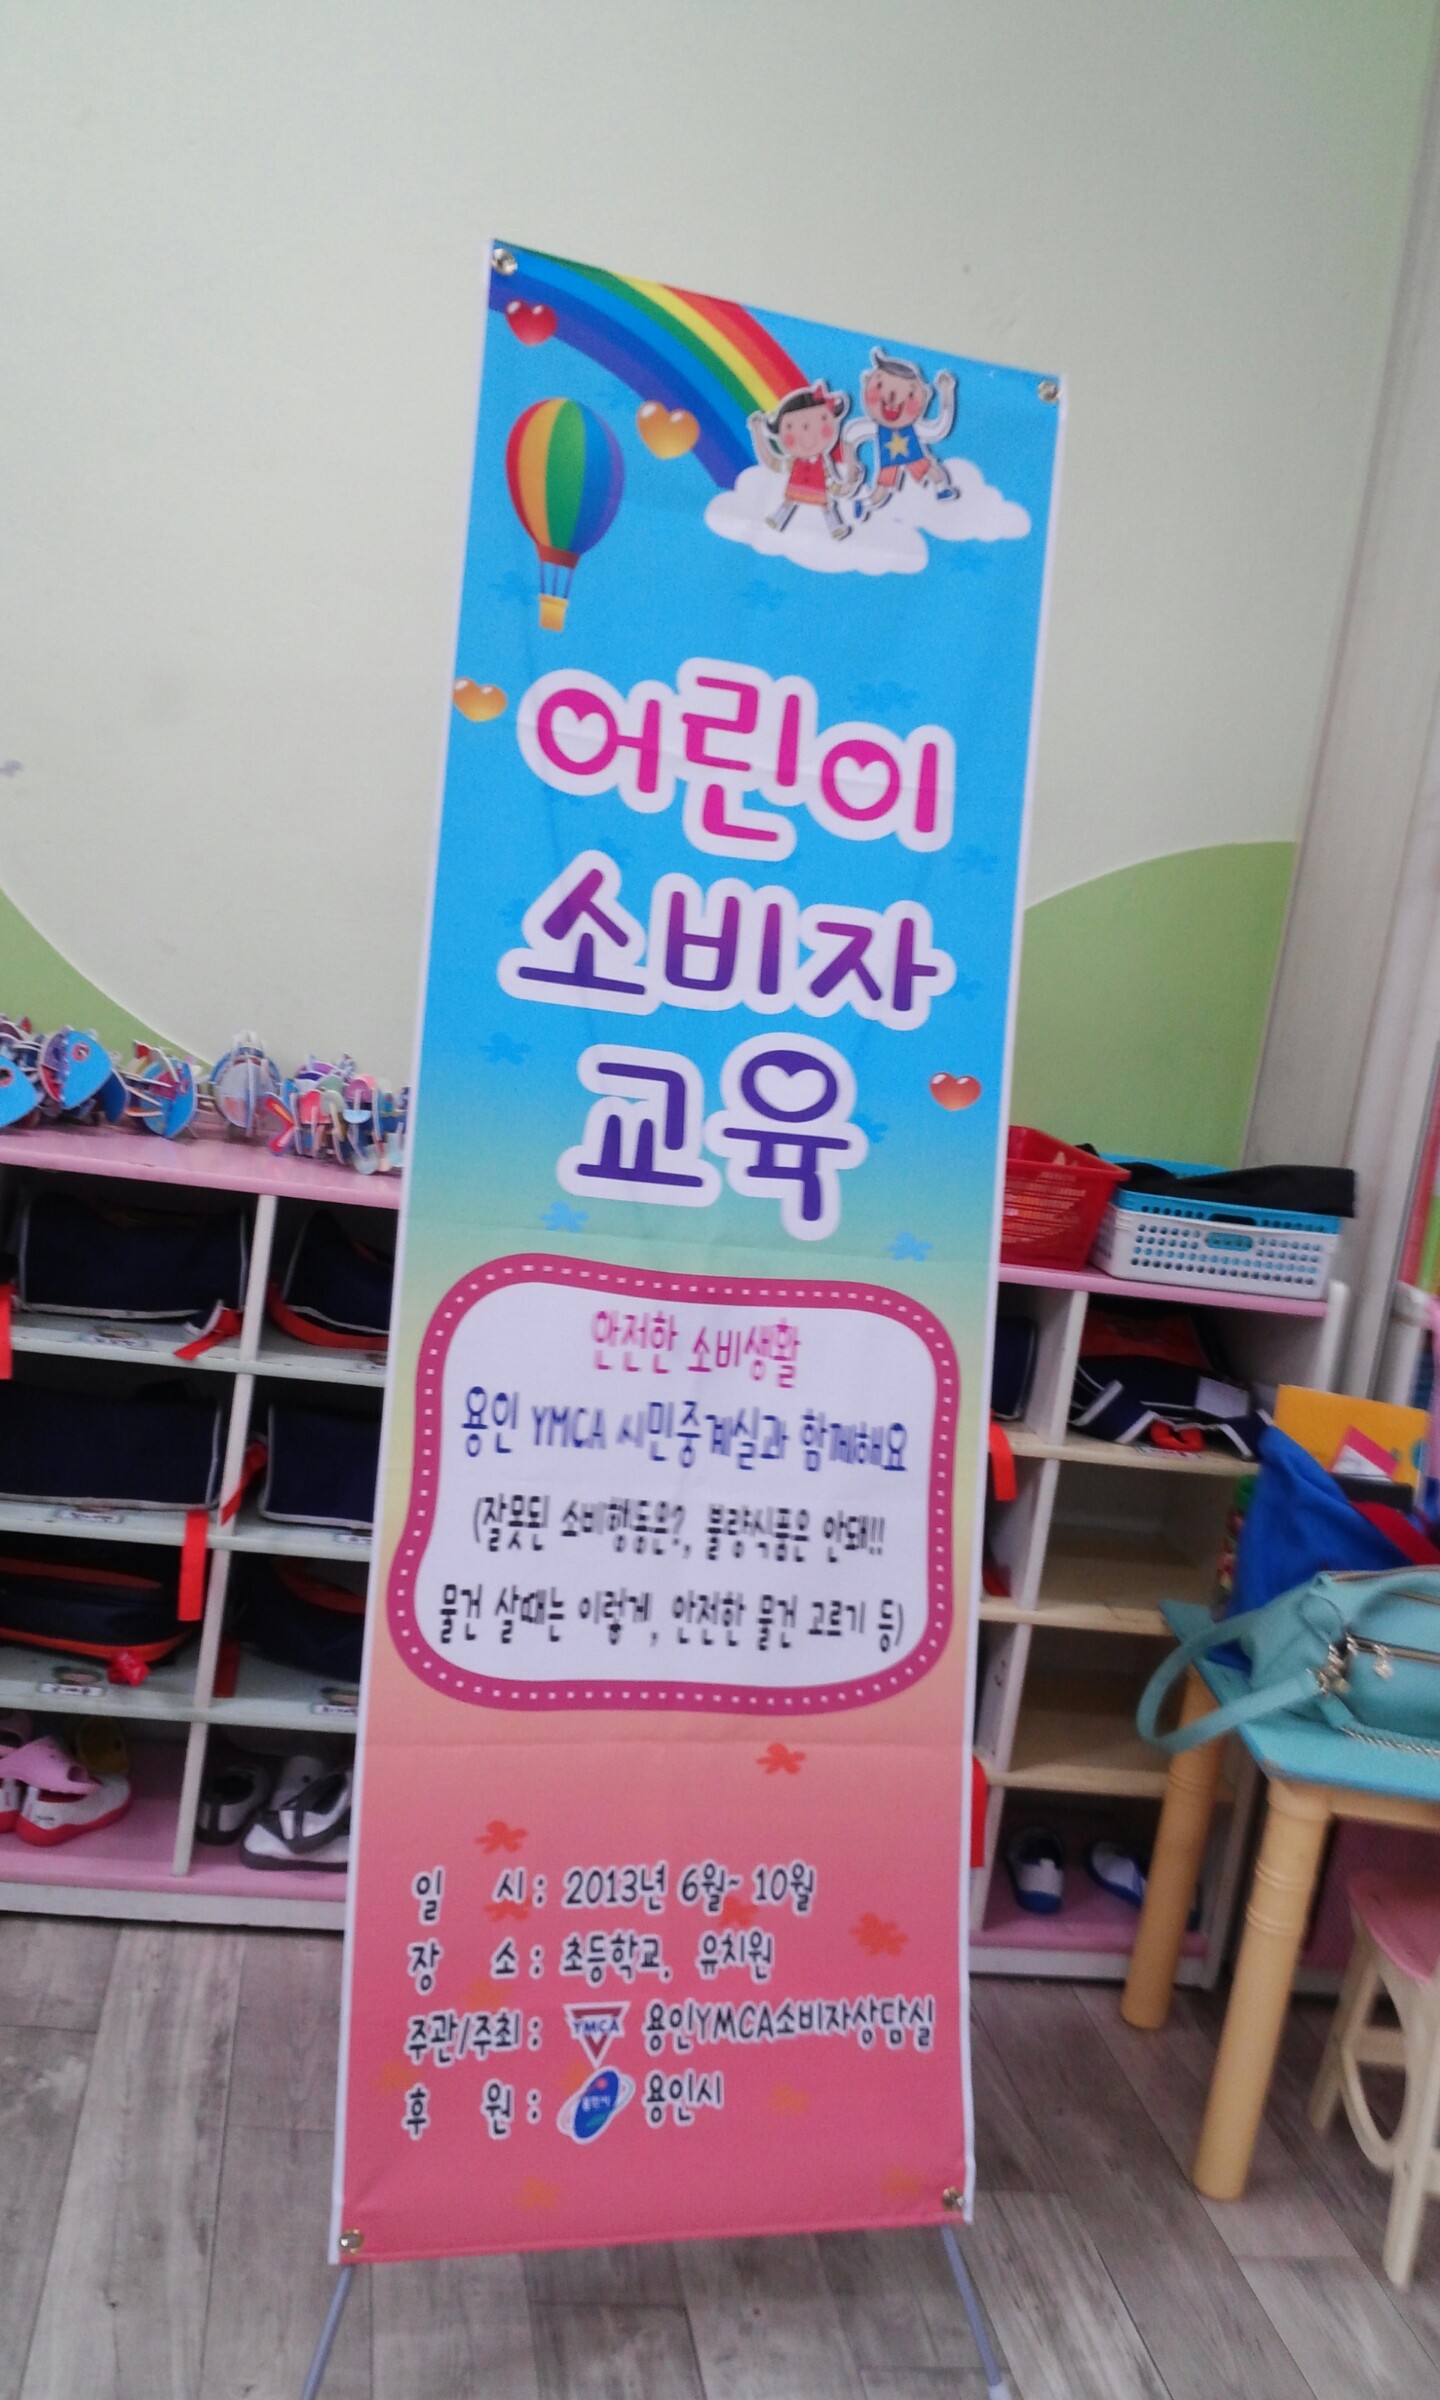 어린이
소비자
교육
안전한 소비생활
용인 YMCA 시민중계실과 함께해요
(잘못된 소비행동은?, 불량식품은 안돼!!
물건 살때는 이렇게, 안전한 물건 고르기 등)
일 시 : 2013년 6월~ 10월
장 소 : 초등학교, 유치원
주관/주최 : YMCA 용인YMCA소비자상담실
후 원 : 용인시